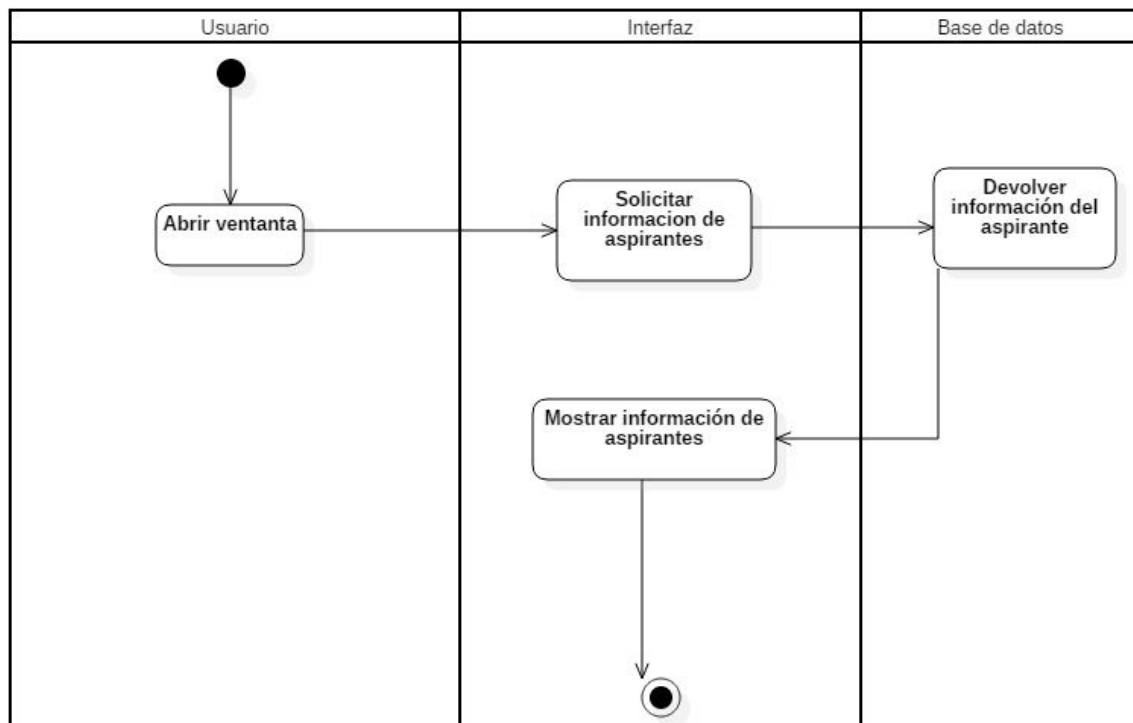 Usuario
Interfaz
Base de datos
Abrir ventanta
Solicitar
informacion de
aspirantes
Devolver
información del
aspirante
Mostrar información de
aspirantes